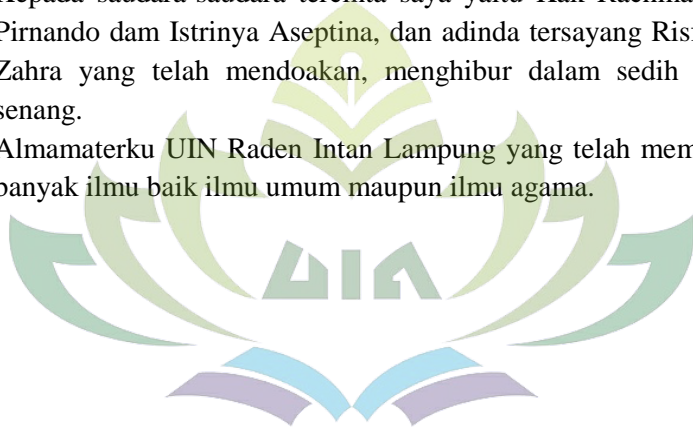 Pirnando dam Istrinya Aseptina, dan adinda tersayang
Zahra yang telah mendoakan, menghibur dalam sedih
senang.
Almamaterku UIN Raden Intan Lampung yang telah
banyak ilmu baik ilmu umum maupun ilmu agama.
UIN